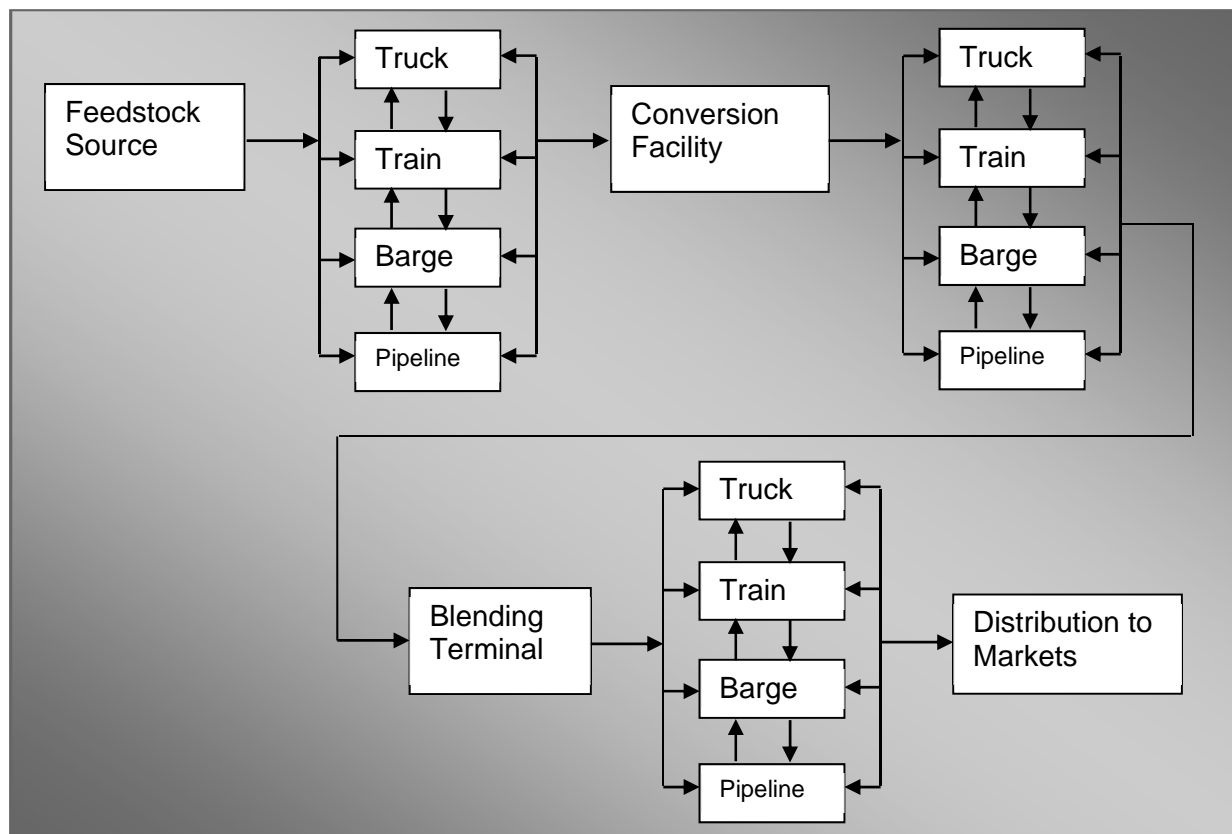 Feedstock
Source
Truck
Train
Barge
Pipeline
Conversion
Facility
Truck
Train
Barge
Pipeline
Blending
Terminal
Truck
Train
Barge
Pipeline
Distribution to
Markets